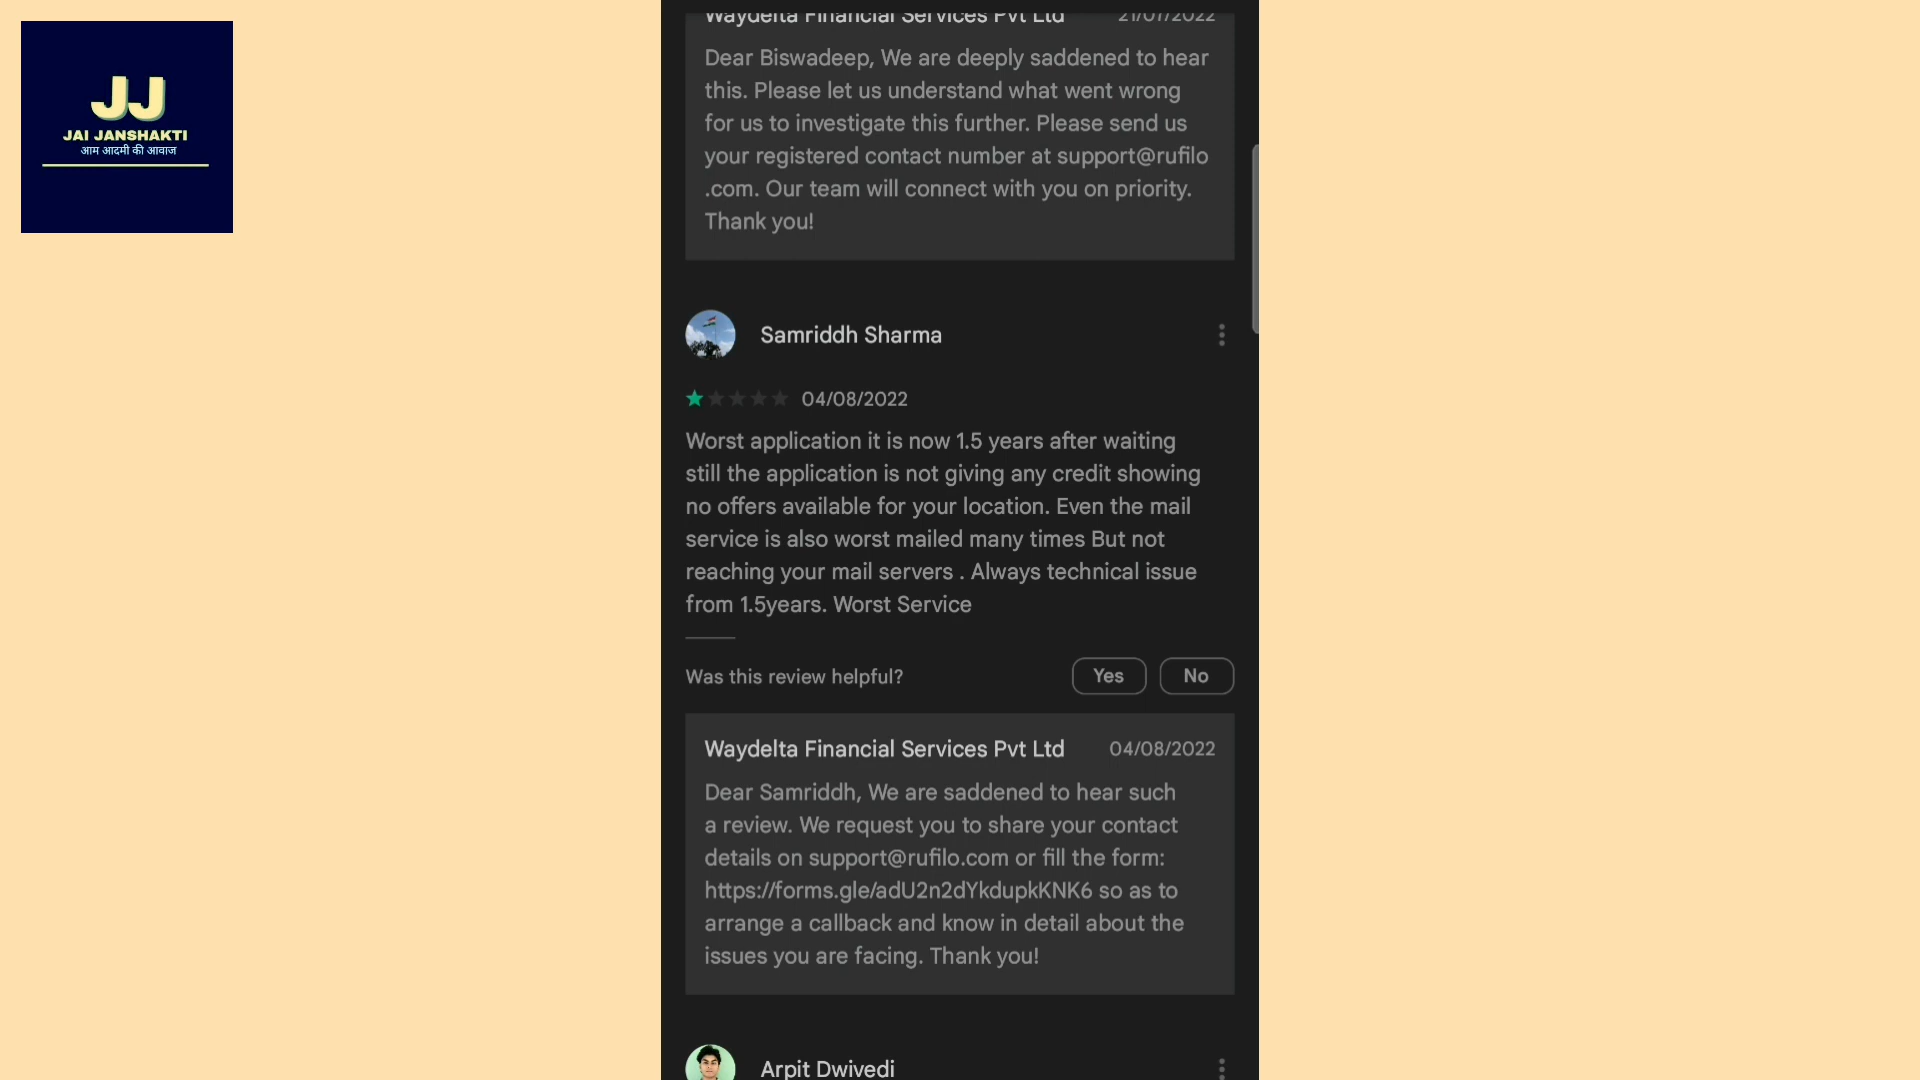 JJ
JAI JANSHAKTI
आम आदमी की आवाज
Waydelta Financial Services Pvt Ltd 21/07/2022
Dear Biswadeep, We are deeply saddened to hear
this. Please let us understand what went wrong
for us to investigate this further. Please send us
your registered contact number at support@rufilo
.com. Our team will connect with you on priority.
Thank you!
Samriddh Sharma
04/08/2022
Worst application it is now 1.5 years after waiting
still the application is not giving any credit showing
no offers available for your location. Even the mail
service is also worst mailed many times But not
reaching your mail servers . Always technical issue
from 1.5years. Worst Service
Was this review helpful? Yes No
Waydelta Financial Services Pvt Ltd 04/08/2022
Dear Samriddh, We are saddened to hear such
a review. We request you to share your contact
details on support@rufilo.com or fill the form:
https://forms.gle/adU2n2dYkdupkKNK6 so as to
arrange a callback and know in detail about the
issues you are facing. Thank you!
Arpit Dwivedi